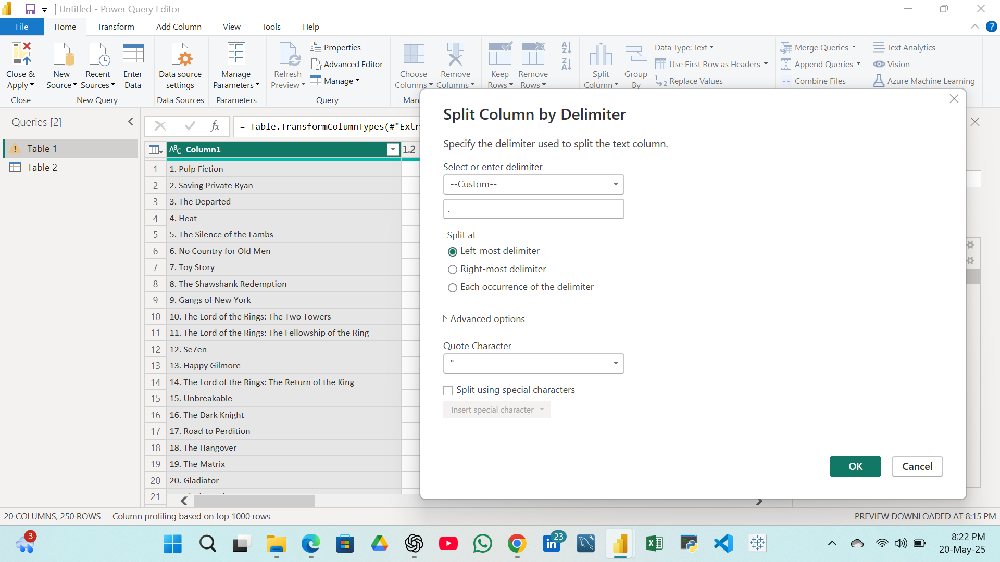 Untitled - Power Query Editor
File
Home
Transform
Add Column
View
Tools
Help
Close & Apply
New Source
Recent Sources
Enter Data
Data source settings
Manage Parameters
Refresh Preview
Properties
Advanced Editor
Manage
Choose Columns
Remove Columns
Keep Rows
Remove Rows
Split Column
Group By
Data Type: Text
Use First Row as Headers
Replace Values
Merge Queries
Append Queries
Combine Files
Text Analytics
Vision
Azure Machine Learning
Close
New Query
Data Sources
Parameters
Query
Mana
Queries [2]
Table 1
Table 2
fx
= Table.TransformColumnTypes(#"Extr
ABC Column1
1.2
1 1. Pulp Fiction
2 2. Saving Private Ryan
3 3. The Departed
4 4. Heat
5 5. The Silence of the Lambs
6 6. No Country for Old Men
7 7. Toy Story
8 8. The Shawshank Redemption
9 9. Gangs of New York
10 10. The Lord of the Rings: The Two Towers
11 11. The Lord of the Rings: The Fellowship of the Ring
12 12. Se7en
13 13. Happy Gilmore
14 14. The Lord of the Rings: The Return of the King
15 15. Unbreakable
16 16. The Dark Knight
17 17. Road to Perdition
18 18. The Hangover
19 19. The Matrix
20 20. Gladiator
21
Split Column by Delimiter
Specify the delimiter used to split the text column.
Select or enter delimiter
--Custom--
.
Split at
Left-most delimiter
Right-most delimiter
Each occurrence of the delimiter
Advanced options
Quote Character
"
Split using special characters
Insert special character
OK
Cancel
20 COLUMNS, 250 ROWS
Column profiling based on top 1000 rows
PREVIEW DOWNLOADED AT 8:15 PM
3
23
8:22 PM
20-May-25